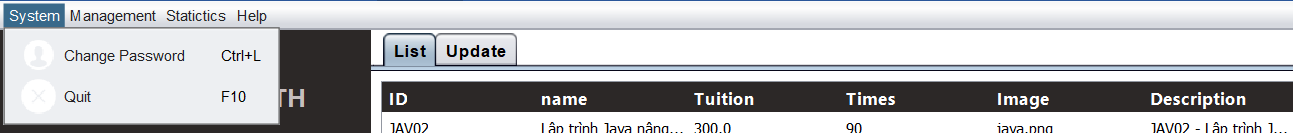 System Management Statictics Help
Change Password Ctrl+L
Quit F10
TH
List Update
ID name Tuition Times Image Description
JAV02 Lập trình Java nâng... 300.0 90 java.png JAV02 - Lập trình J...